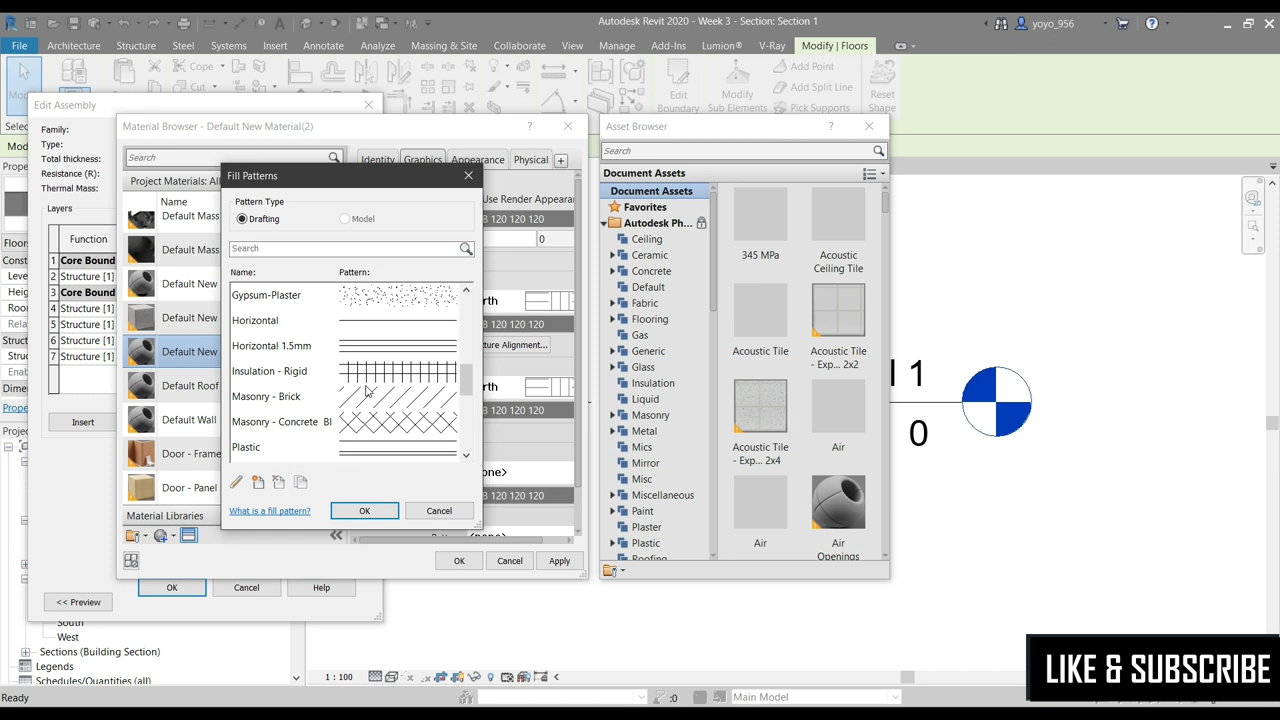 Autodesk Revit 2020 - Week 3 - Section: Section 1
yoyo_956
File Architecture Structure Steel Systems Insert Annotate Analyze Massing & Site Collaborate View Manage Add-Ins Lumion® V-Ray Modify | Floors
Cope
Cut
Edit Boundary
Modify Sub Elements
Add Point
Add Split Line
Pick Supports
Reset Shape
Edit Assembly
Family:
Type:
Total thickness:
Resistance (R):
Thermal Mass:
Layers
Function
1 Core Bound
2 Structure [1]
3 Core Bound
4 Structure [1]
5 Structure [1]
6 Structure [1]
7 Structure [1]
Insert
OK Cancel Help
<< Preview
Material Browser - Default New Material(2)
?
Search
Project Materials: All
Name
Default Mass
Default Mass
Default New
Default New
Default New
Default Roof
Default Wall
Door - Frame
Door - Panel
Material Libraries
Identity Graphics Appearance Physical
Use Render Appearan
B 120 120 120
0
rth
B 120 120 120
ture Alignment...
rth
B 120 120 120
none>
B 120 120 120
<none>
OK Cancel Apply
Fill Patterns
Pattern Type
Drafting Model
Search
Name: Pattern:
Gypsum-Plaster
Horizontal
Horizontal 1.5mm
Insulation - Rigid
Masonry - Brick
Masonry - Concrete Bl
Plastic
What is a fill pattern?
OK Cancel
Asset Browser
?
Search
Document Assets
Document Assets
Favorites
Autodesk Ph...
Ceiling
Ceramic
Concrete
Default
Fabric
Flooring
Gas
Generic
Glass
Insulation
Liquid
Masonry
Metal
Mics
Mirror
Misc
Miscellaneous
Paint
Plaster
Plastic
Roofing
345 MPa
Acoustic Ceiling Tile
Acoustic Tile
Acoustic Tile - Exp... 2x2
Acoustic Tile - Exp... 2x4
Air
Air
Air Openings
1
0
South
West
Sections (Building Section)
Legends
Schedules/Quantities (all)
1 : 100
Ready
:0
Main Model
LIKE & SUBSCRIBE